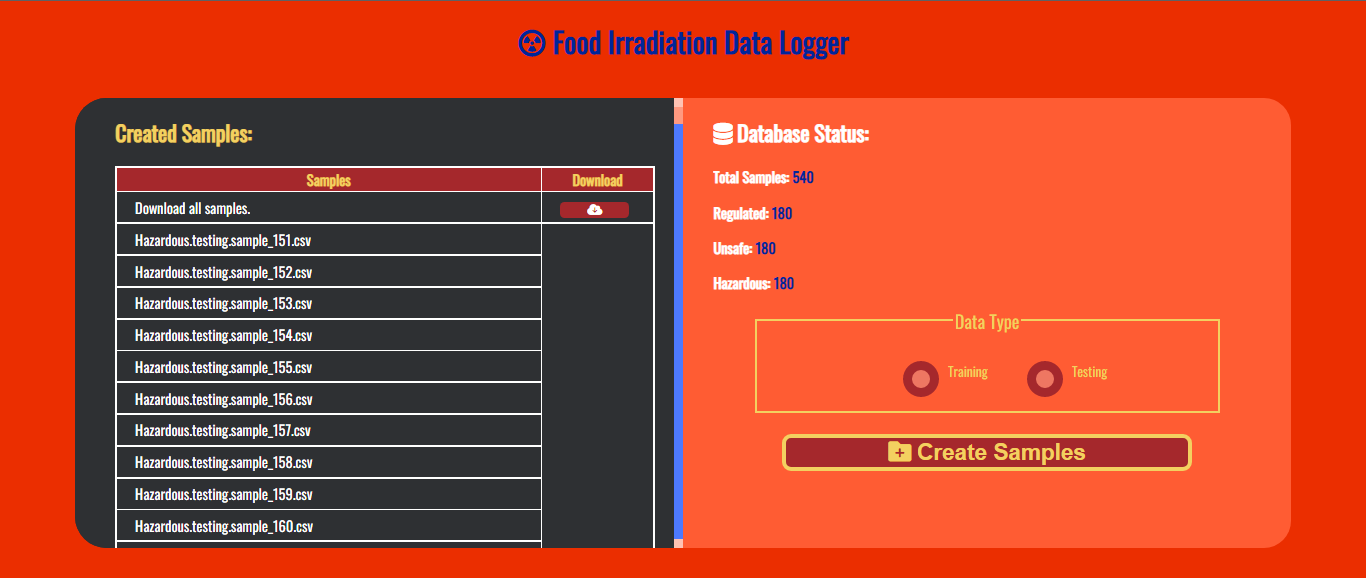 Food Irradiation Data Logger
Created Samples:
Samples Download
Download all samples.
Hazardous.testing.sample_151.csv
Hazardous.testing.sample_152.csv
Hazardous.testing.sample_153.csv
Hazardous.testing.sample_154.csv
Hazardous.testing.sample_155.csv
Hazardous.testing.sample_156.csv
Hazardous.testing.sample_157.csv
Hazardous.testing.sample_158.csv
Hazardous.testing.sample_159.csv
Hazardous.testing.sample_160.csv
Database Status:
Total Samples: 540
Regulated: 180
Unsafe: 180
Hazardous: 180
Data Type
Training Testing
Create Samples